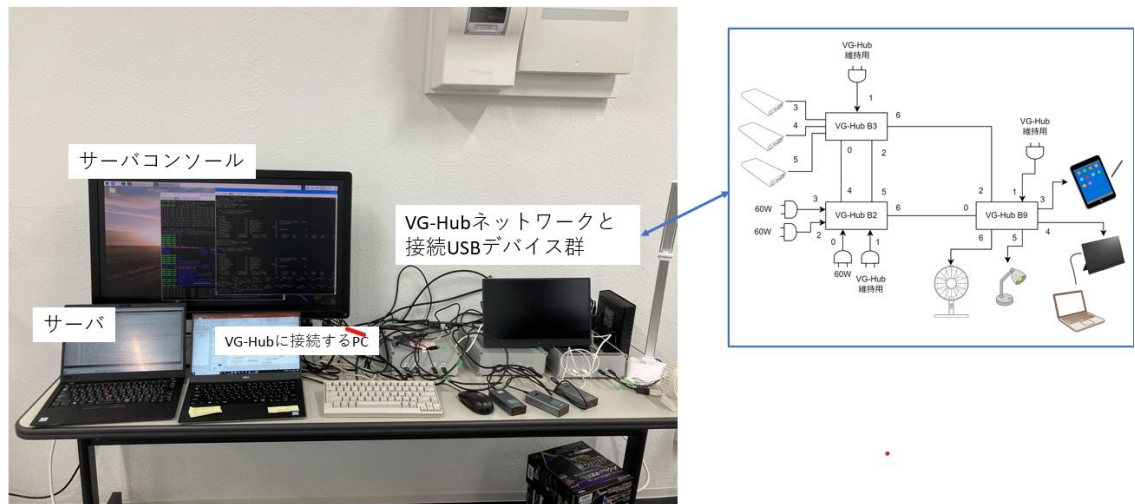 サーバコンソール
サーバ
VG-Hubに接続するPC
VG-Hubネットワークと
接続USBデバイス群
VG-Hub
維持用
1
3
4
5
VG-Hub B3
6
0
2
4
5
3
60W
60W
2
VG-Hub B2
6
0
1
60W
VG-Hub
維持用
VG-Hub
維持用
2
1
3
0
VG-Hub B9
4
6
5